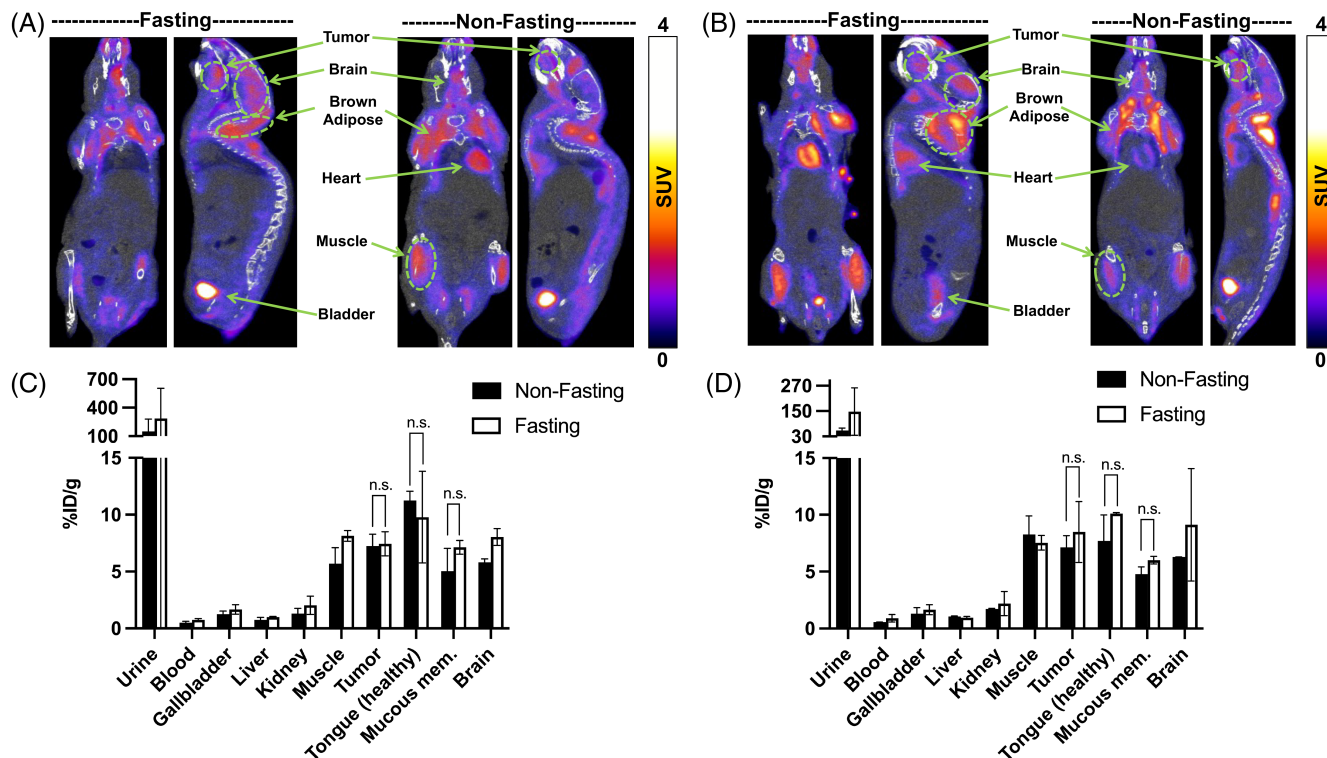 (A)
------------Fasting------------
------Non-Fasting------
4
SUV
0
Tumor
Brain
Brown
Adipose
Heart
Muscle
Bladder
(B)
------------Fasting------------
------Non-Fasting------
4
SUV
0
Tumor
Brain
Brown
Adipose
Heart
Muscle
Bladder
(C)
700
400
100
15
10
5
0
%ID/g
Non-Fasting
Fasting
n.s.
n.s.
n.s.
Urine
Blood
Gallbladder
Liver
Kidney
Muscle
Tumor
Tongue (healthy)
Mucous mem.
Brain
(D)
270
150
30
15
10
5
0
%ID/g
Non-Fasting
Fasting
n.s.
n.s.
n.s.
Urine
Blood
Gallbladder
Liver
Kidney
Muscle
Tumor
Tongue (healthy)
Mucous mem.
Brain